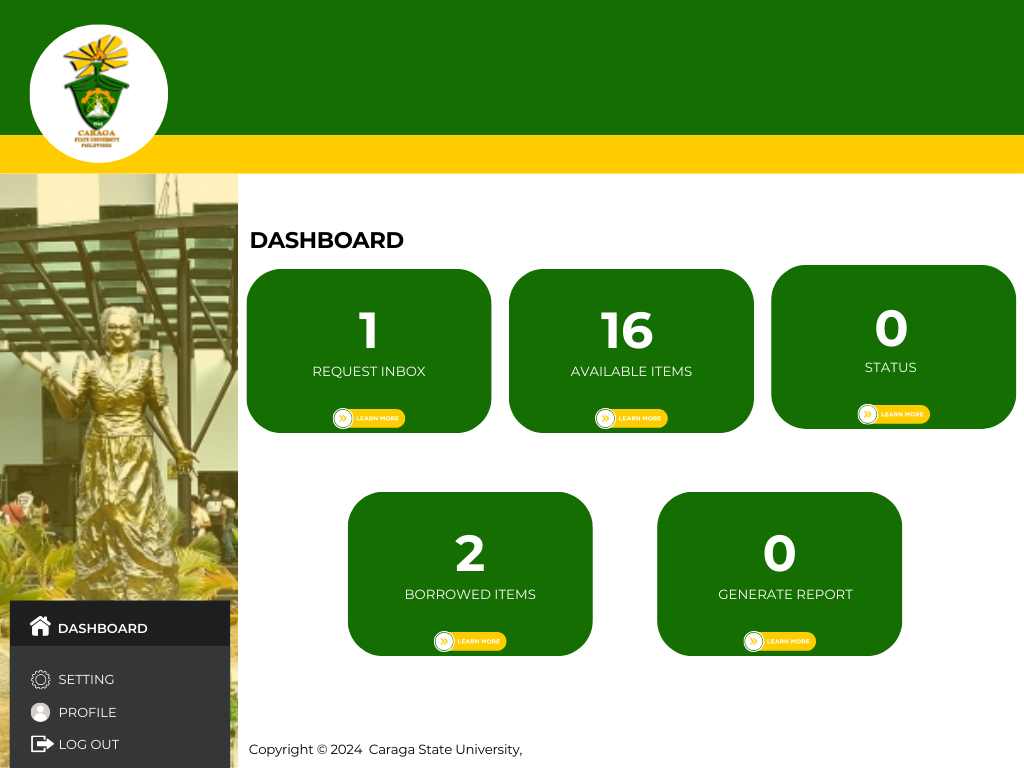 CARAGA
STATE UNIVERSITY
PHILIPPINES
DASHBOARD
1
REQUEST INBOX
LEARN MORE
16
AVAILABLE ITEMS
LEARN MORE
0
STATUS
LEARN MORE
2
BORROWED ITEMS
LEARN MORE
0
GENERATE REPORT
LEARN MORE
DASHBOARD
SETTING
PROFILE
LOG OUT
Copyright © 2024 Caraga State University,